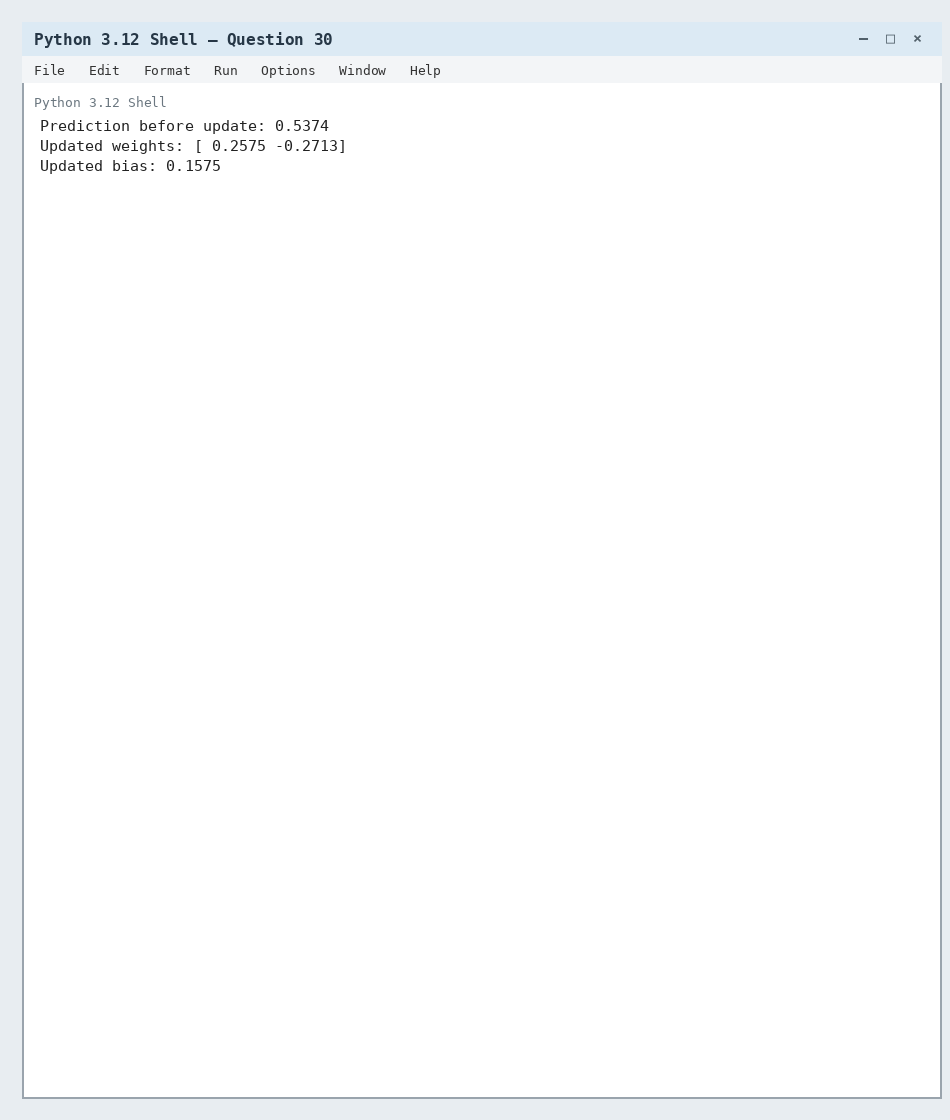 Python 3.12 Shell — Question 30
File Edit Format Run Options Window Help
Python 3.12 Shell
Prediction before update: 0.5374
Updated weights: [ 0.2575 -0.2713]
Updated bias: 0.1575